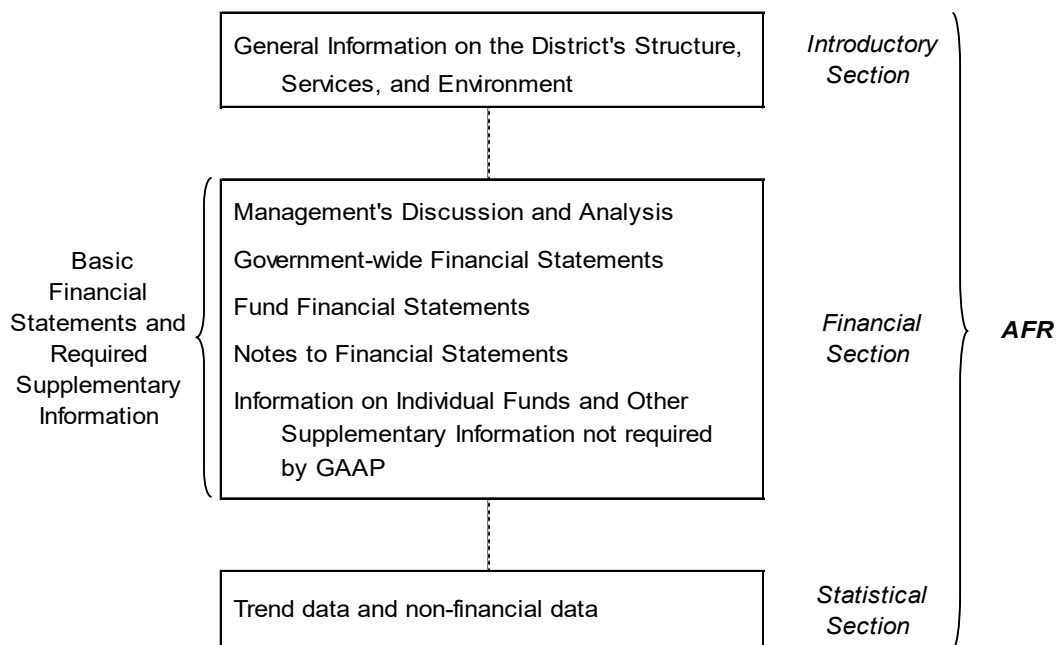 General Information on the District's Structure,
Services, and Environment
Introductory
Section
Basic
Financial
Statements and
Required
Supplementary
Information
Management's Discussion and Analysis
Government-wide Financial Statements
Fund Financial Statements
Notes to Financial Statements
Information on Individual Funds and Other
Supplementary Information not required
by GAAP
Financial
Section
AFR
Trend data and non-financial data
Statistical
Section